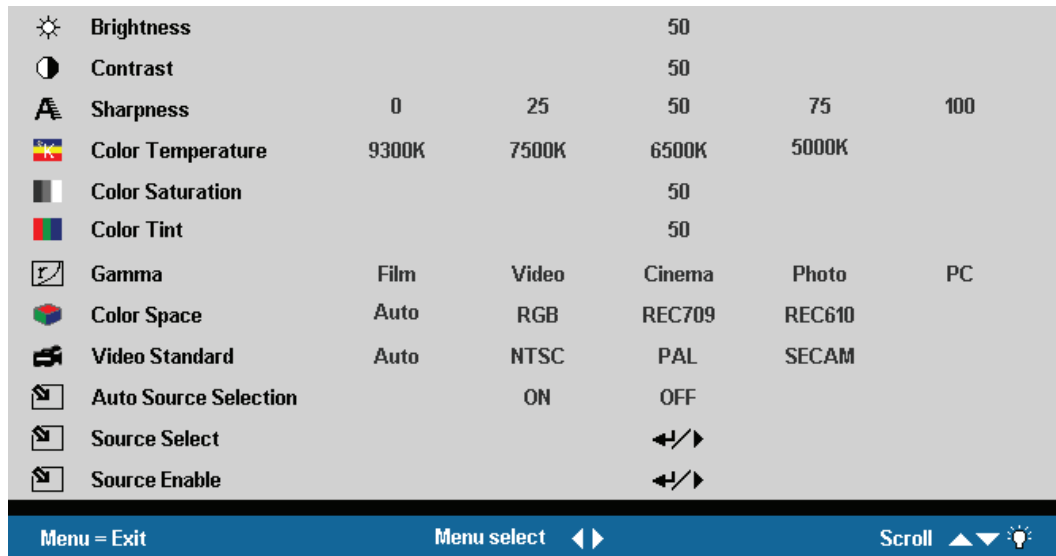 Brightness 50
Contrast 50
Sharpness 0 25 50 75 100
Color Temperature 9300K 7500K 6500K 5000K
Color Saturation 50
Color Tint 50
Gamma Film Video Cinema Photo PC
Color Space Auto RGB REC709 REC610
Video Standard Auto NTSC PAL SECAM
Auto Source Selection ON OFF
Source Select
Source Enable
Menu = Exit Menu select Scroll